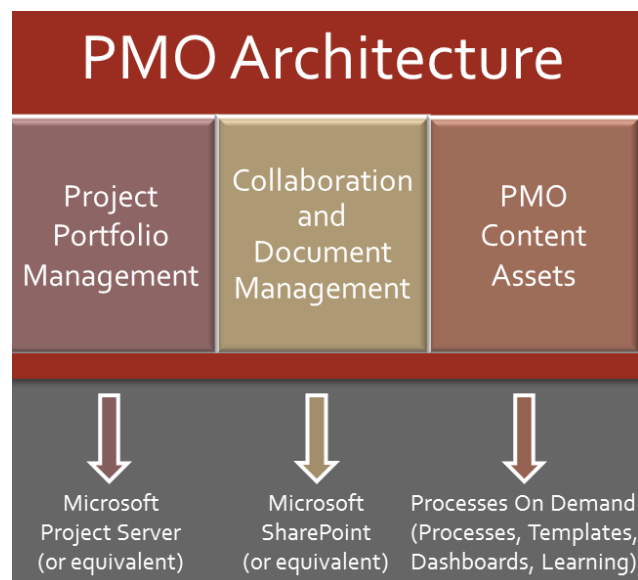 PMO Architecture
Project
Portfolio
Management
Collaboration
and
Document
Management
PMO
Content
Assets
Microsoft
Project Server
(or equivalent)
Microsoft
SharePoint
(or equivalent)
Processes On Demand
(Processes, Templates,
Dashboards, Learning)